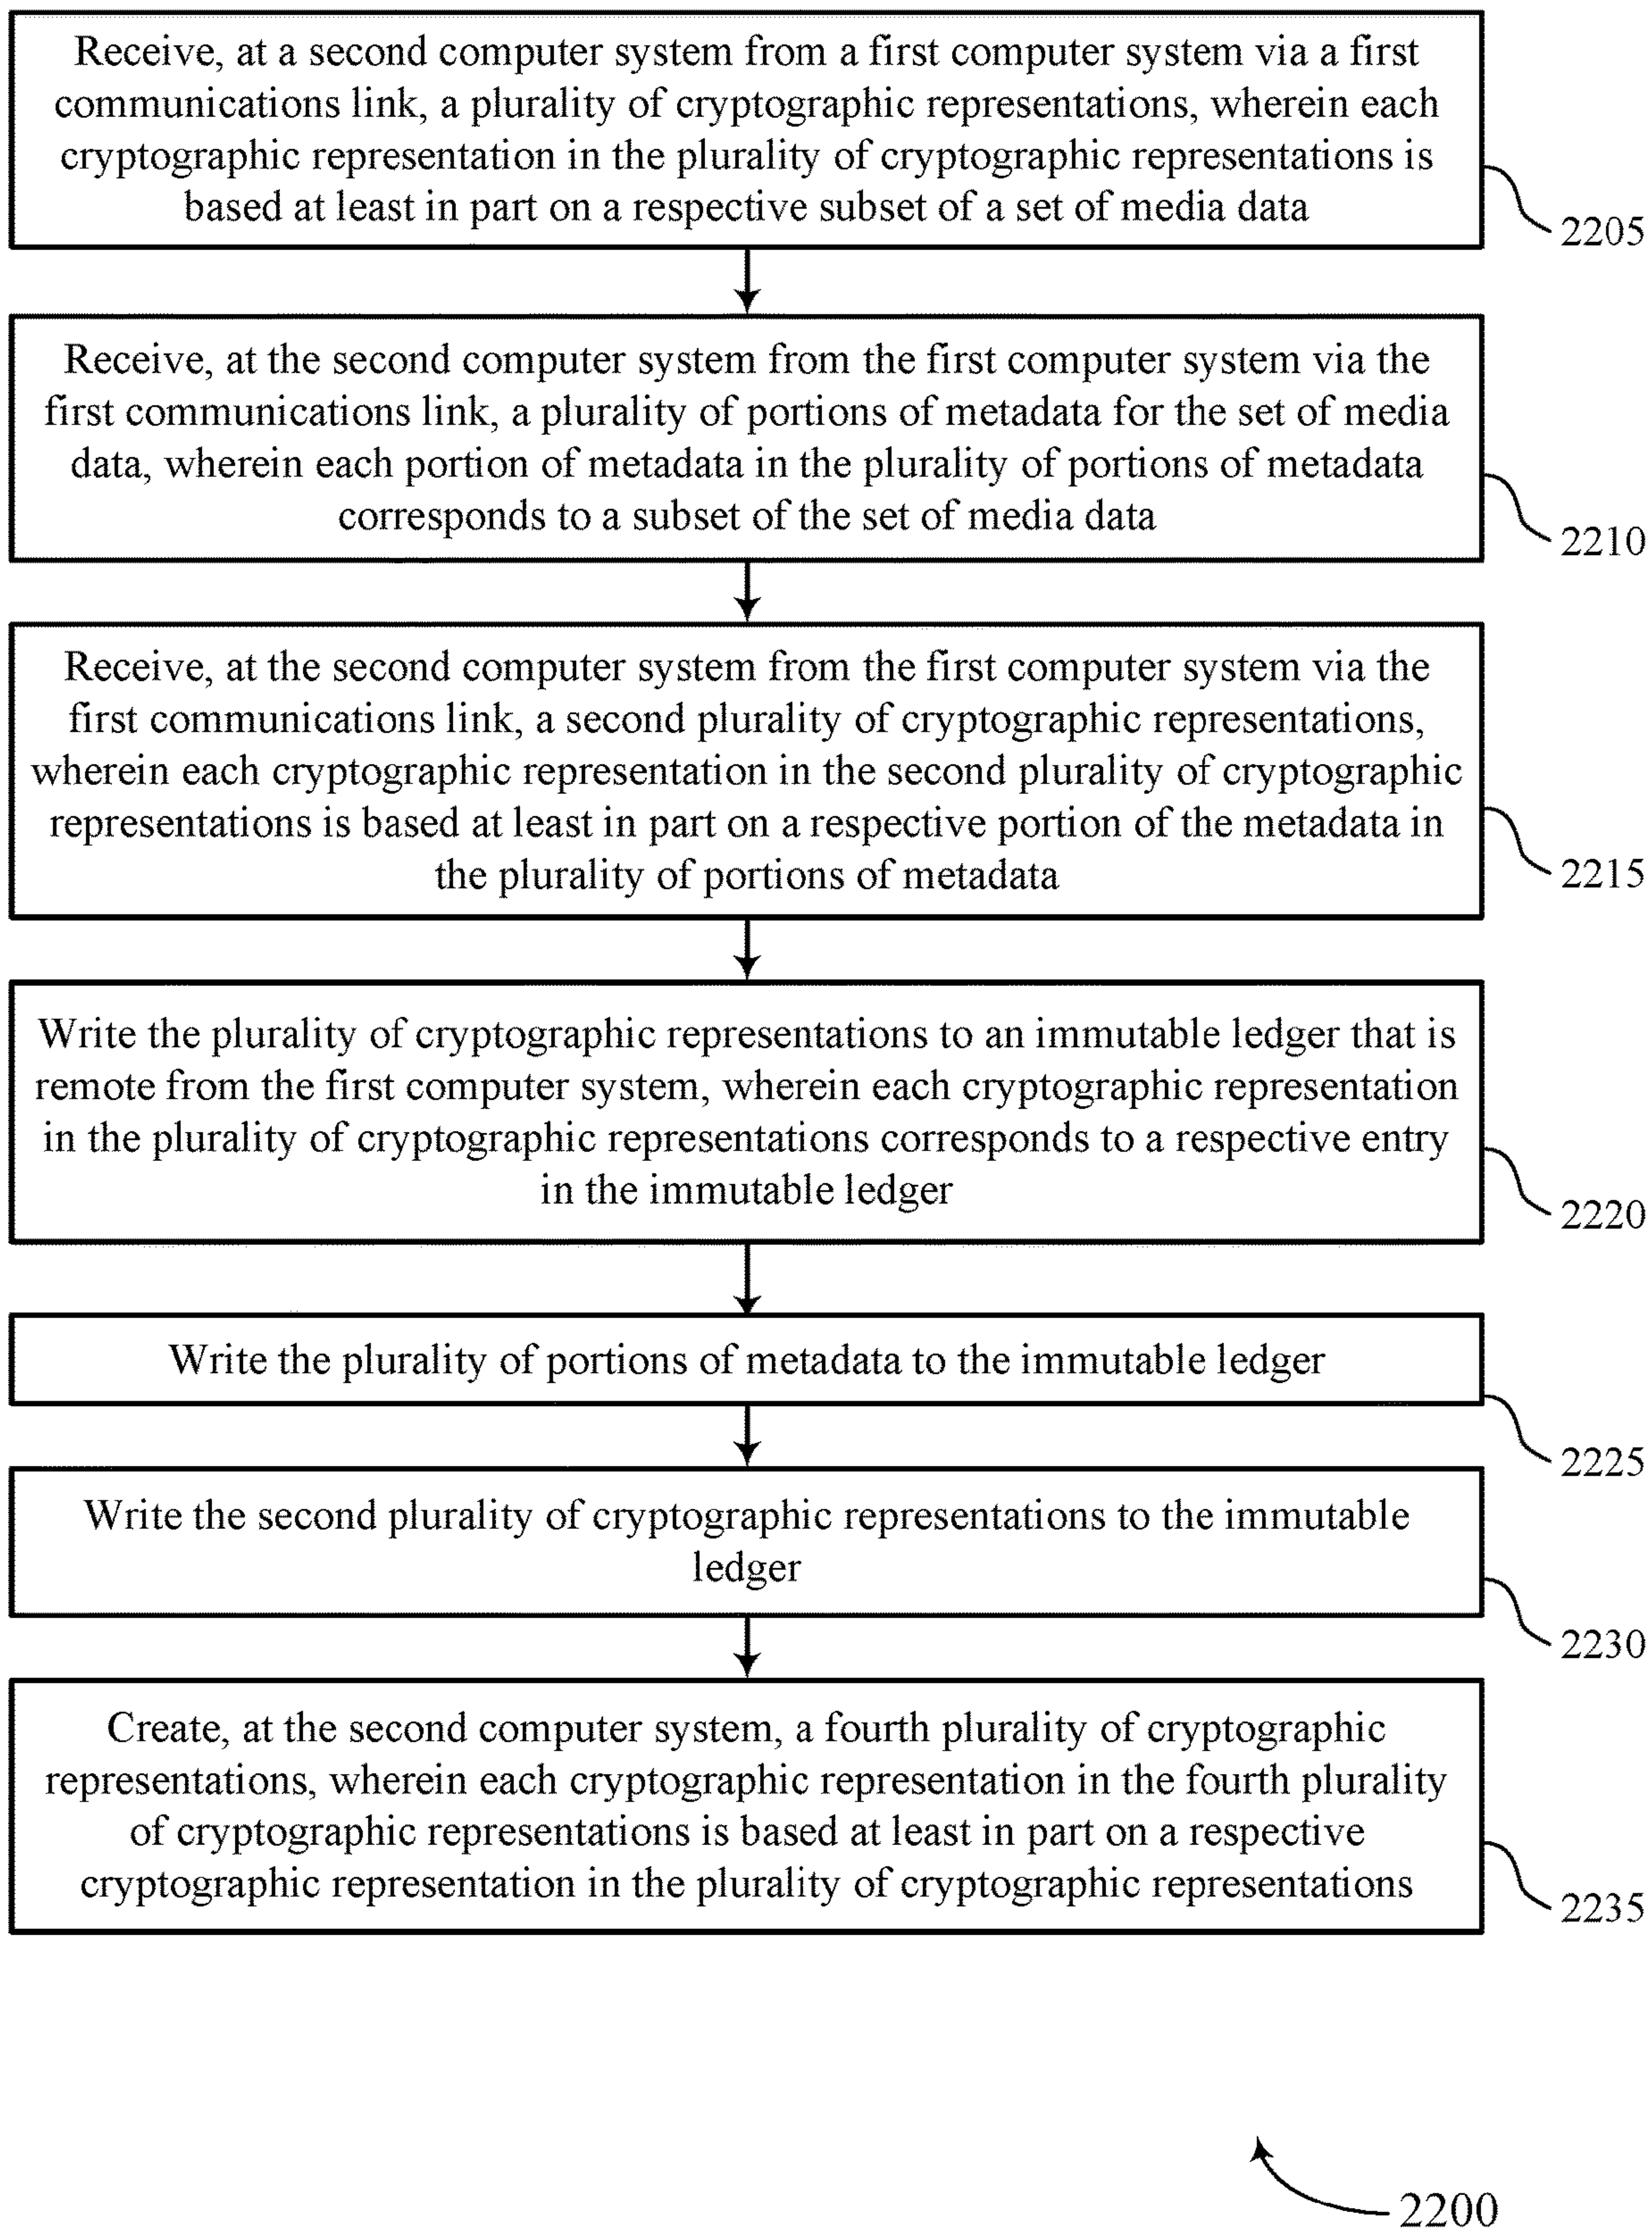 Receive, at a second computer system from a first computer system via a first
communications link, a plurality of cryptographic representations, wherein each
cryptographic representation in the plurality of cryptographic representations is
based at least in part on a respective subset of a set of media data
2205
Receive, at the second computer system from the first computer system via the
first communications link, a plurality of portions of metadata for the set of media
data, wherein each portion of metadata in the plurality of portions of metadata
corresponds to a subset of the set of media data
2210
Receive, at the second computer system from the first computer system via the
first communications link, a second plurality of cryptographic representations,
wherein each cryptographic representation in the second plurality of cryptographic
representations is based at least in part on a respective portion of the metadata in
the plurality of portions of metadata
2215
Write the plurality of cryptographic representations to an immutable ledger that is
remote from the first computer system, wherein each cryptographic representation
in the plurality of cryptographic representations corresponds to a respective entry
in the immutable ledger
2220
Write the plurality of portions of metadata to the immutable ledger
2225
Write the second plurality of cryptographic representations to the immutable
ledger
2230
Create, at the second computer system, a fourth plurality of cryptographic
representations, wherein each cryptographic representation in the fourth plurality
of cryptographic representations is based at least in part on a respective
cryptographic representation in the plurality of cryptographic representations
2235
2200